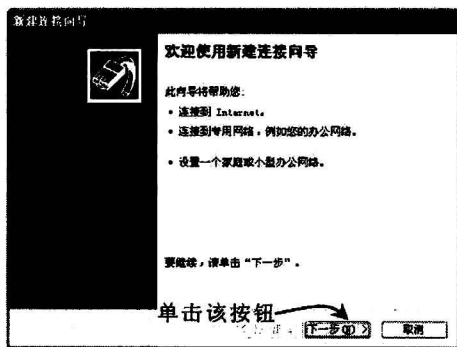 新建连接向导
欢迎使用新建连接向导
此向导将帮助您:
• 连接到 Internet。
• 连接到专用网络，例如您的办公网络。
• 设置一个家庭或小型办公网络。
要继续，请单击“下一步”。
单击该按钮
下一步(N) > 取消